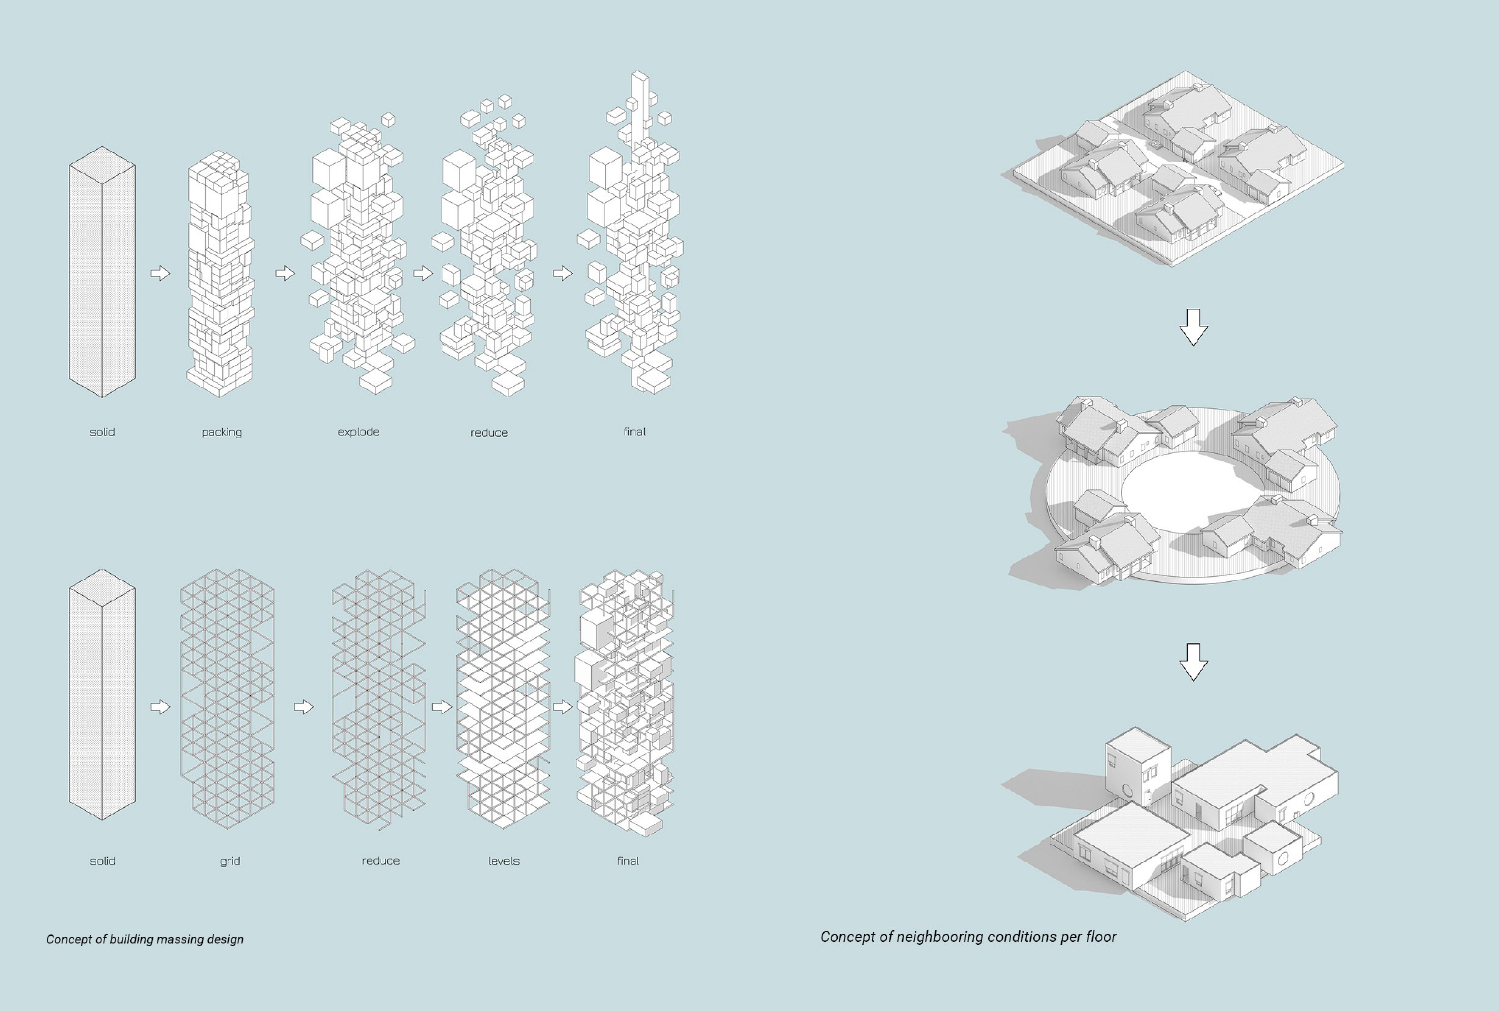 solid
packing
explode
reduce
final
solid
grid
reduce
levels
final
Concept of building massing design
Concept of neighbooring conditions per floor